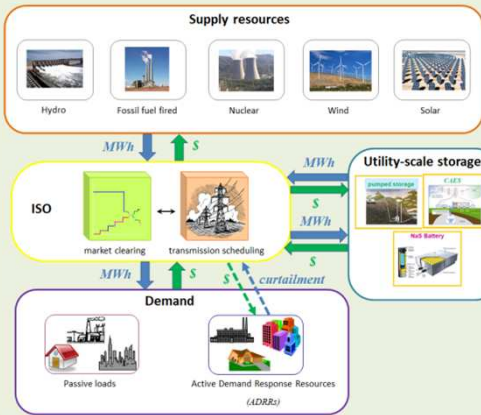 Supply resources
Hydro
Fossil fuel fired
Nuclear
Wind
Solar
MWh
$
MWh
Utility-scale storage
$
pumped storage
CAES
ISO
MWh
NaS Battery
$
market clearing
transmission scheduling
MWh
$
$
curtailment
Demand
Passive loads
Active Demand Response Resources
(ADRRs)